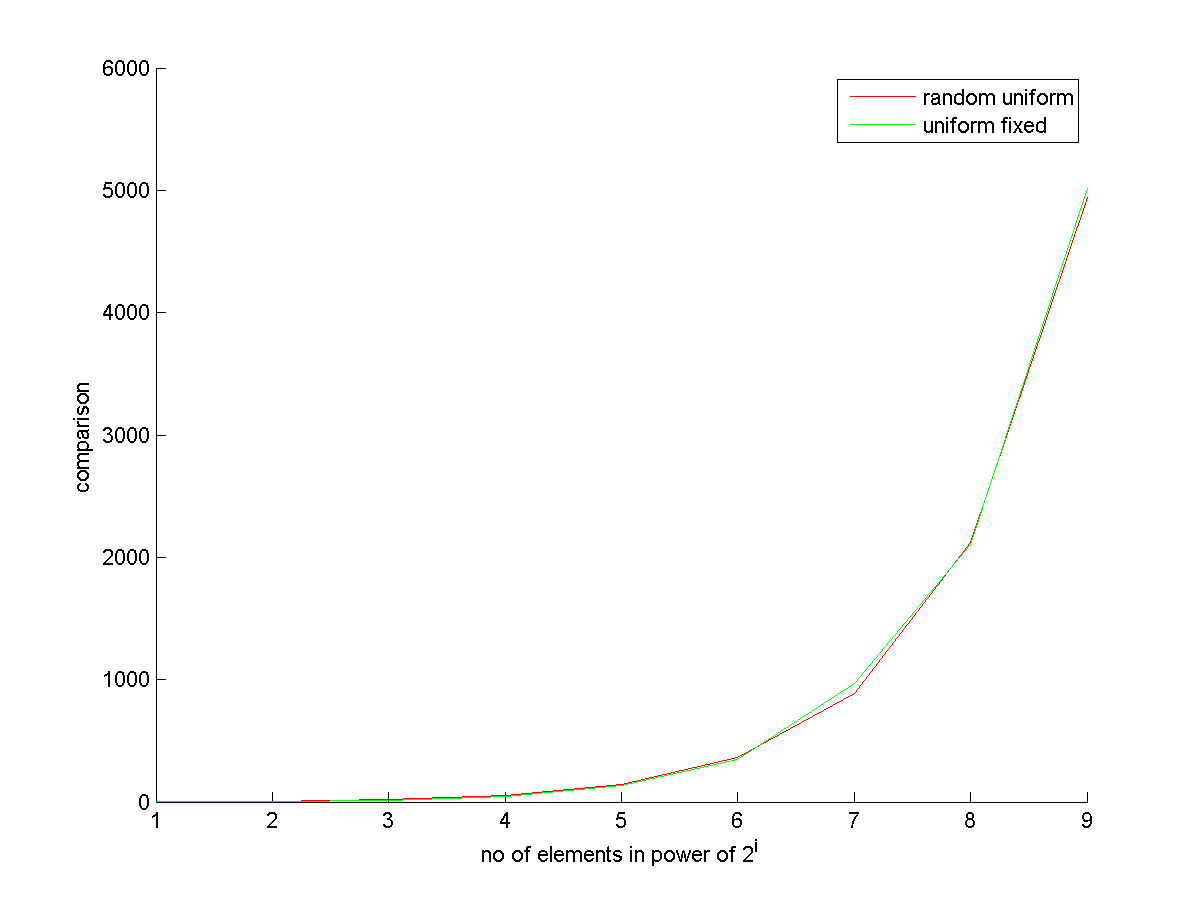 6000
5000
4000
3000
2000
1000
0
comparison
random uniform
uniform fixed
1 2 3 4 5 6 7 8 9
no of elements in power of 2^i